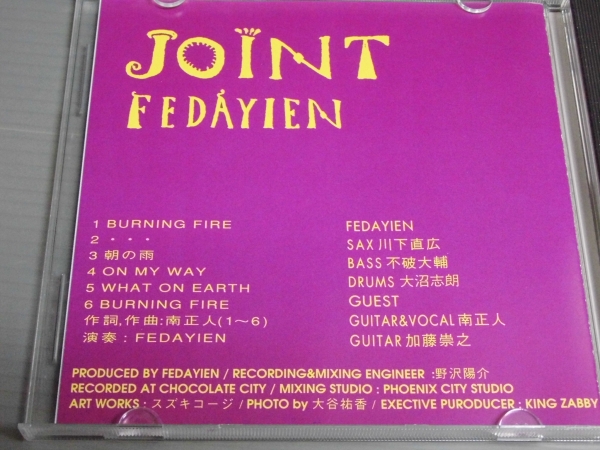 JOÏNT
FEDAYIEN
1 BURNING FIRE
2 ・・・
3 朝の雨
4 ON MY WAY
5 WHAT ON EARTH
6 BURNING FIRE
作詞,作曲:南正人(1〜6)
演奏 : FEDAYIEN
FEDAYIEN
SAX 川下直広
BASS 不破大輔
DRUMS 大沼志朗
GUEST
GUITAR&VOCAL 南正人
GUITAR 加藤崇之
PRODUCED BY FEDAYIEN / RECORDING&MIXING ENGINEER :野沢陽介
RECORDED AT CHOCOLATE CITY / MIXING STUDIO : PHOENIX CITY STUDIO
ART WORKS : スズキコージ / PHOTO by 大谷祐香 / EXECTIVE PURODUCER : KING ZABBY